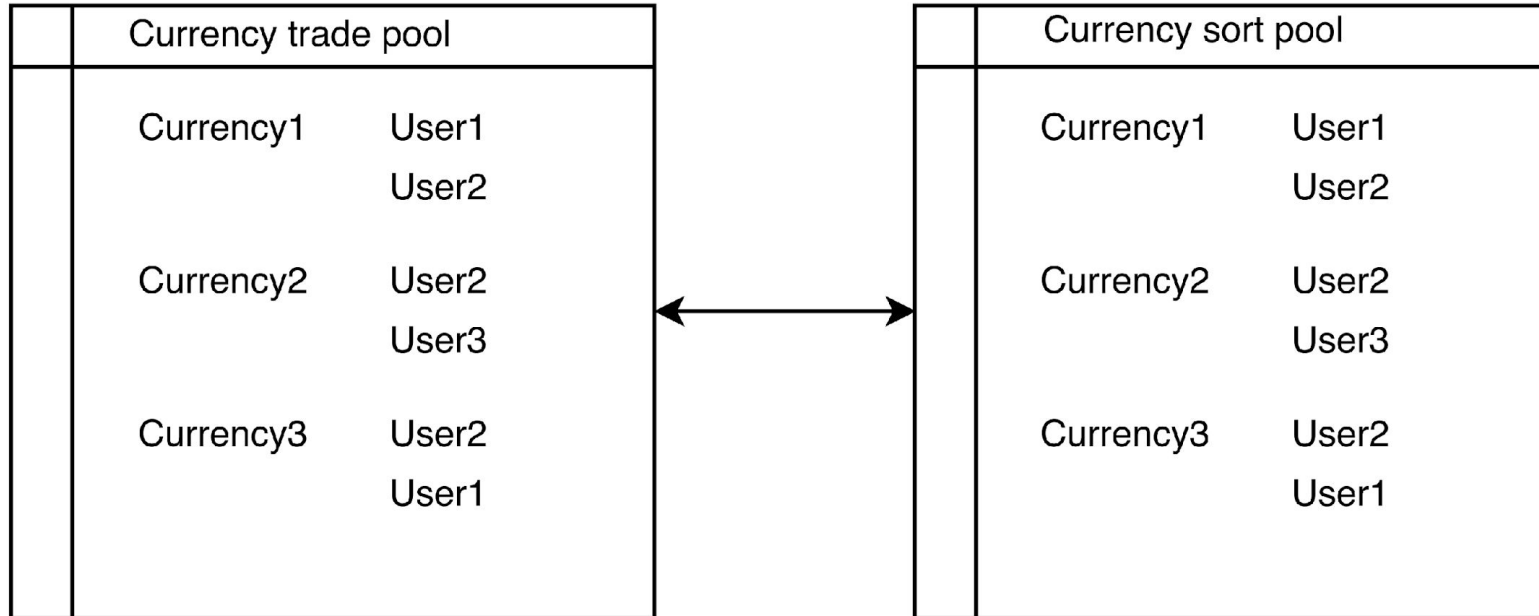 Currency trade pool
Currency1 User1
User2
Currency2 User2
User3
Currency3 User2
User1
Currency sort pool
Currency1 User1
User2
Currency2 User2
User3
Currency3 User2
User1